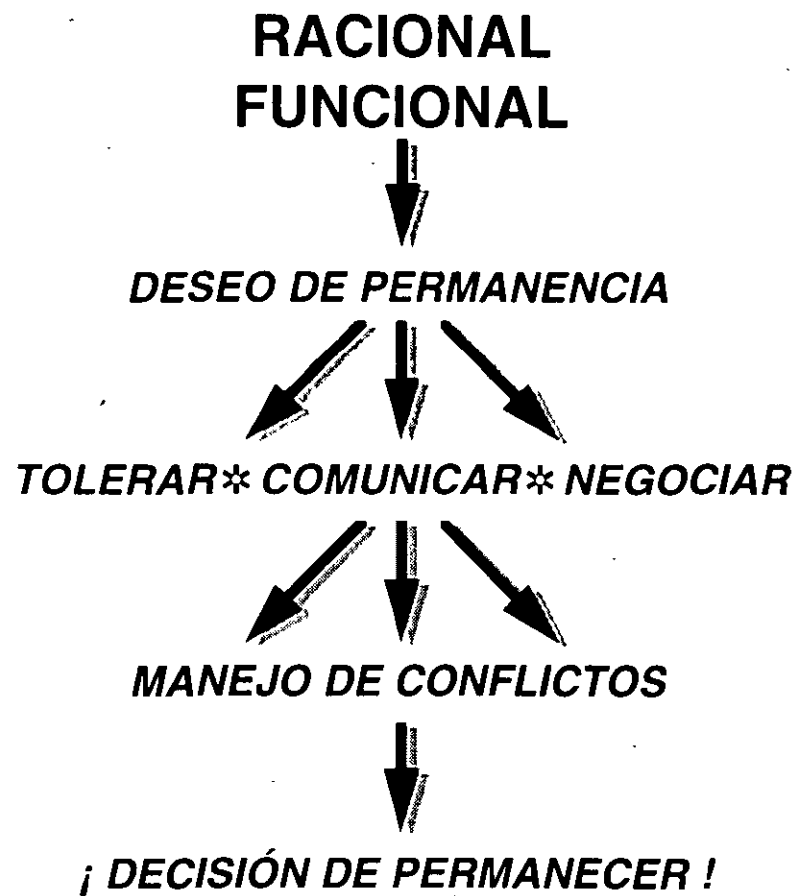 RACIONAL
FUNCIONAL
DESEO DE PERMANENCIA
TOLERAR✲ COMUNICAR✲ NEGOCIAR
MANEJO DE CONFLICTOS
¡ DECISIÓN DE PERMANECER !